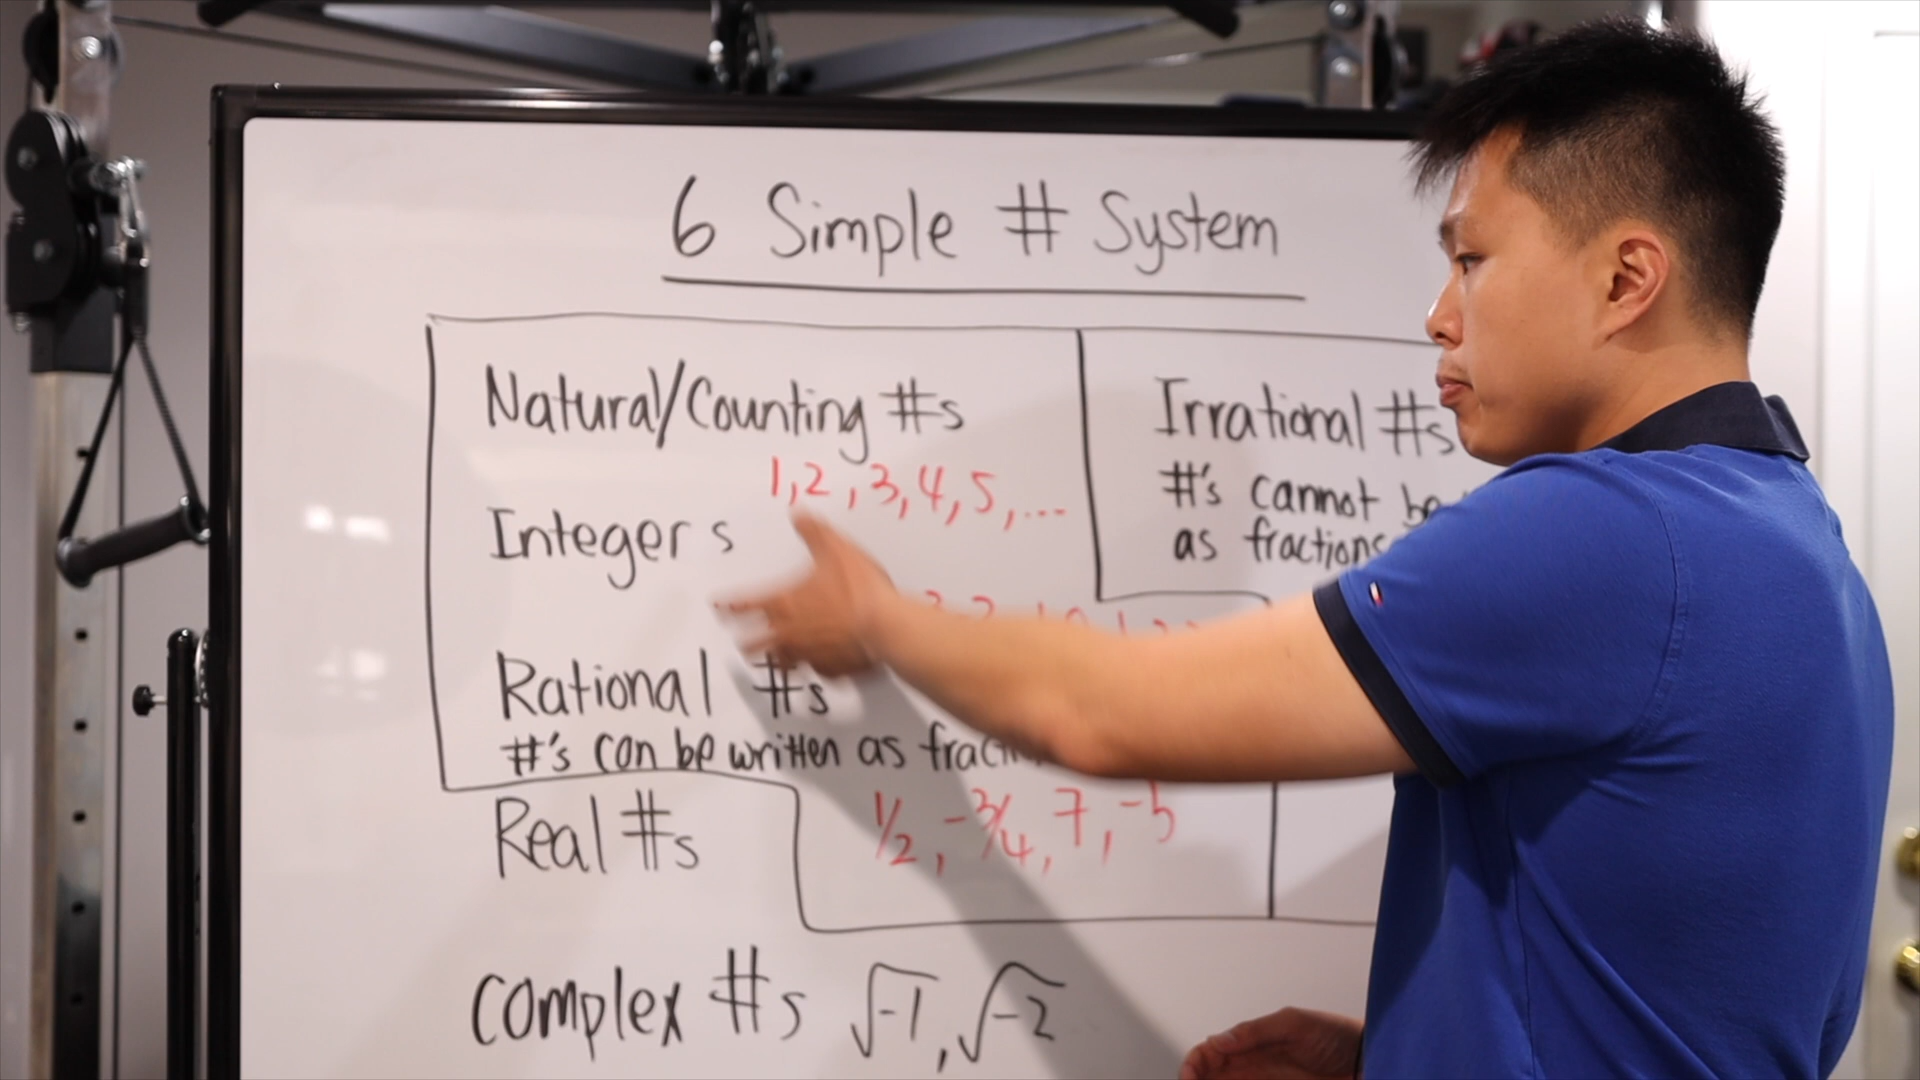 6 Simple # System
Natural/Counting #s
1, 2, 3, 4, 5, ...
Integers
Rational #s
#'s can be written as
1/2, -3/4, 7, -5
Real #s
Complex #s √-1, √-2
Irrational #s
#'s cannot be
as fractions